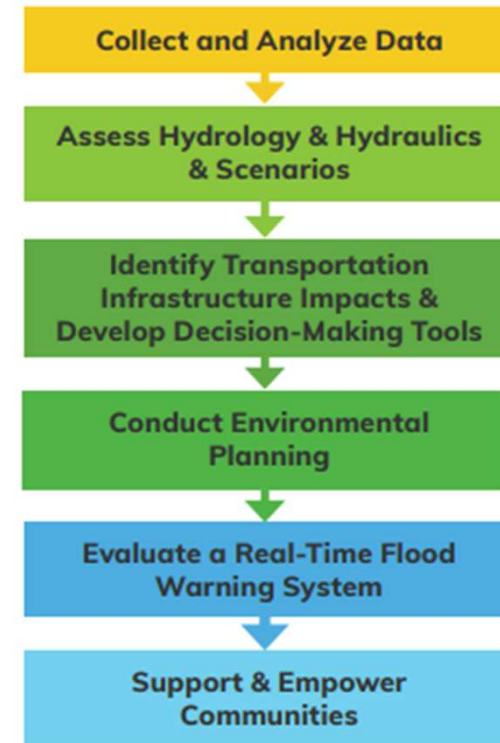 Collect and Analyze Data
Assess Hydrology & Hydraulics
& Scenarios
Identify Transportation
Infrastructure Impacts &
Develop Decision-Making Tools
Conduct Environmental
Planning
Evaluate a Real-Time Flood
Warning System
Support & Empower
Communities